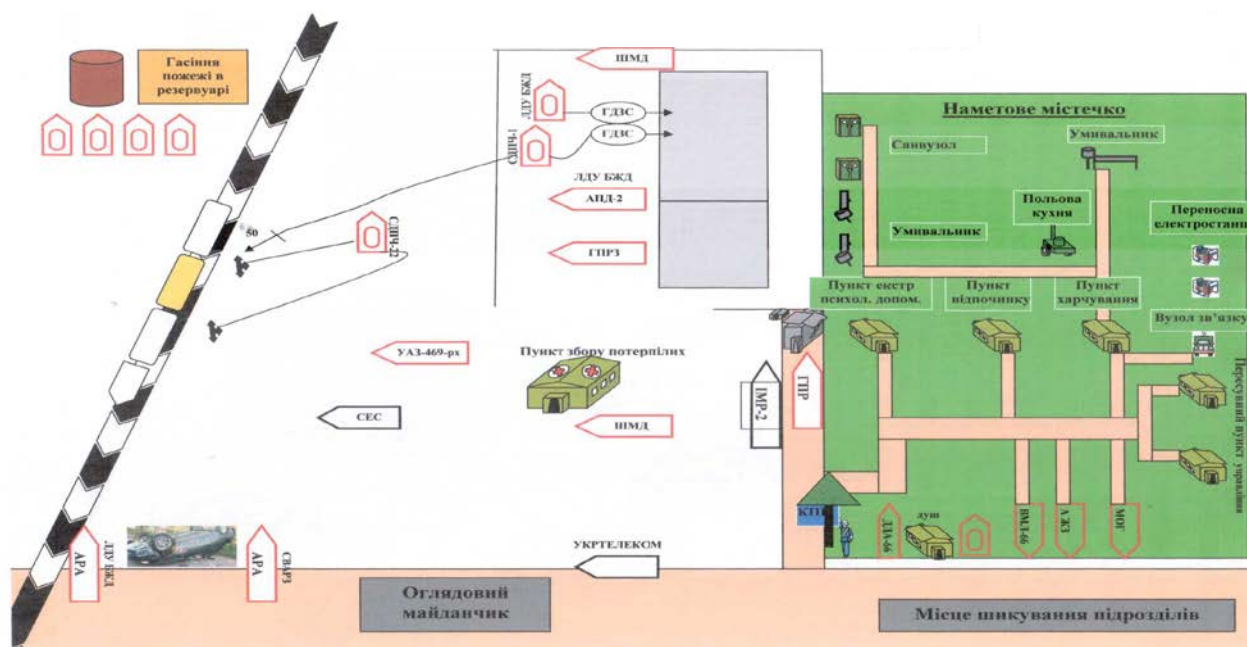 Гасіння
пожежі в
резервуарі
ШМД
ЛДУ БЖД
ГДЗС
ГДЗС
СДПЧ-1
ЛДУ БЖД
АПД-2
ГПРЗ
50
СДПЧ-22
УАЗ-469-рх
СЕС
Пункт збору потерпілих
ШМД
ІМР-2
ГПР
Наметове містечко
Санвузол
Умивальник
Умивальник
Польова
кухня
Переносна
електростанц
Пункт екстр
психол. допом.
Пункт
відпочинку
Пункт
харчування
Вузол зв’язку
Пересувний пункт управління
КПП
ДДА-66
душ
ВМЛ-66
АЖЗ
МОГ
АРА
ЛДУ БЖД
АРА
СВАРЗ
УКРТЕЛЕКОМ
Оглядовий
майданчик
Місце шикування підрозділів